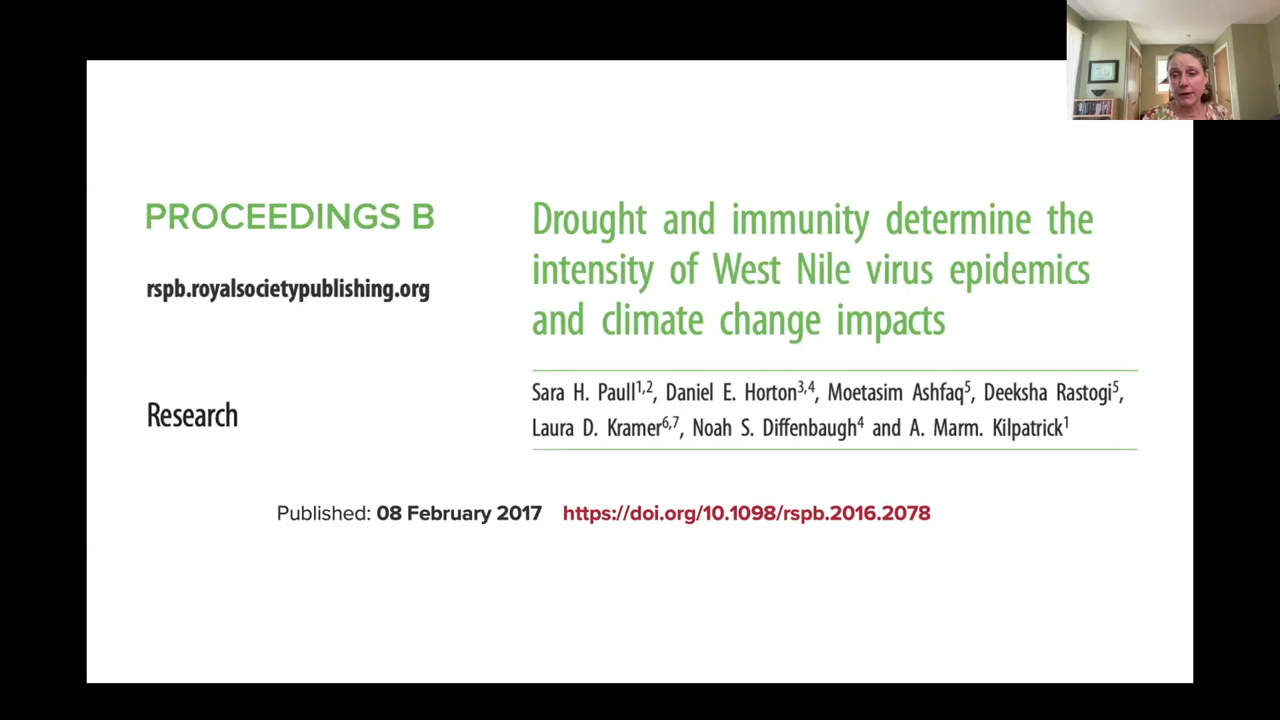 PROCEEDINGS B
rspb.royalsocietypublishing.org
Research
Drought and immunity determine the
intensity of West Nile virus epidemics
and climate change impacts
Sara H. Paull1,2, Daniel E. Horton3,4, Moetasim Ashfaq5, Deeksha Rastogi5,
Laura D. Kramer6,7, Noah S. Diffenbaugh4 and A. Marm. Kilpatrick1
Published: 08 February 2017 https://doi.org/10.1098/rspb.2016.2078